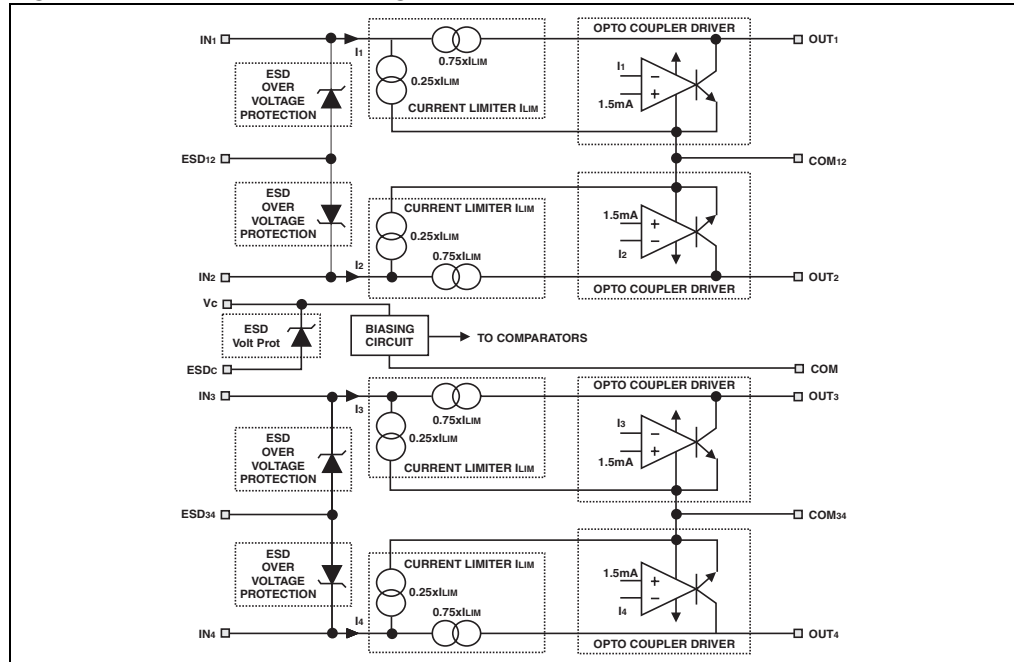 OPTO COUPLER DRIVER
IN1
I1
0.75xILIM
OUT1
ESD
OVER
VOLTAGE
PROTECTION
0.25xILIM
I1
1.5mA
CURRENT LIMITER ILIM
ESD12
COM12
ESD
OVER
VOLTAGE
PROTECTION
CURRENT LIMITER ILIM
0.25xILIM
1.5mA
I2
0.75xILIM
IN2
I2
OUT2
OPTO COUPLER DRIVER
Vc
ESD
Volt Prot
BIASING
CIRCUIT
TO COMPARATORS
ESDC
COM
OPTO COUPLER DRIVER
IN3
I3
0.75xILIM
OUT3
ESD
OVER
VOLTAGE
PROTECTION
0.25xILIM
I3
1.5mA
CURRENT LIMITER ILIM
ESD34
COM34
ESD
OVER
VOLTAGE
PROTECTION
CURRENT LIMITER ILIM
0.25xILIM
1.5mA
I4
0.75xILIM
IN4
I4
OUT4
OPTO COUPLER DRIVER